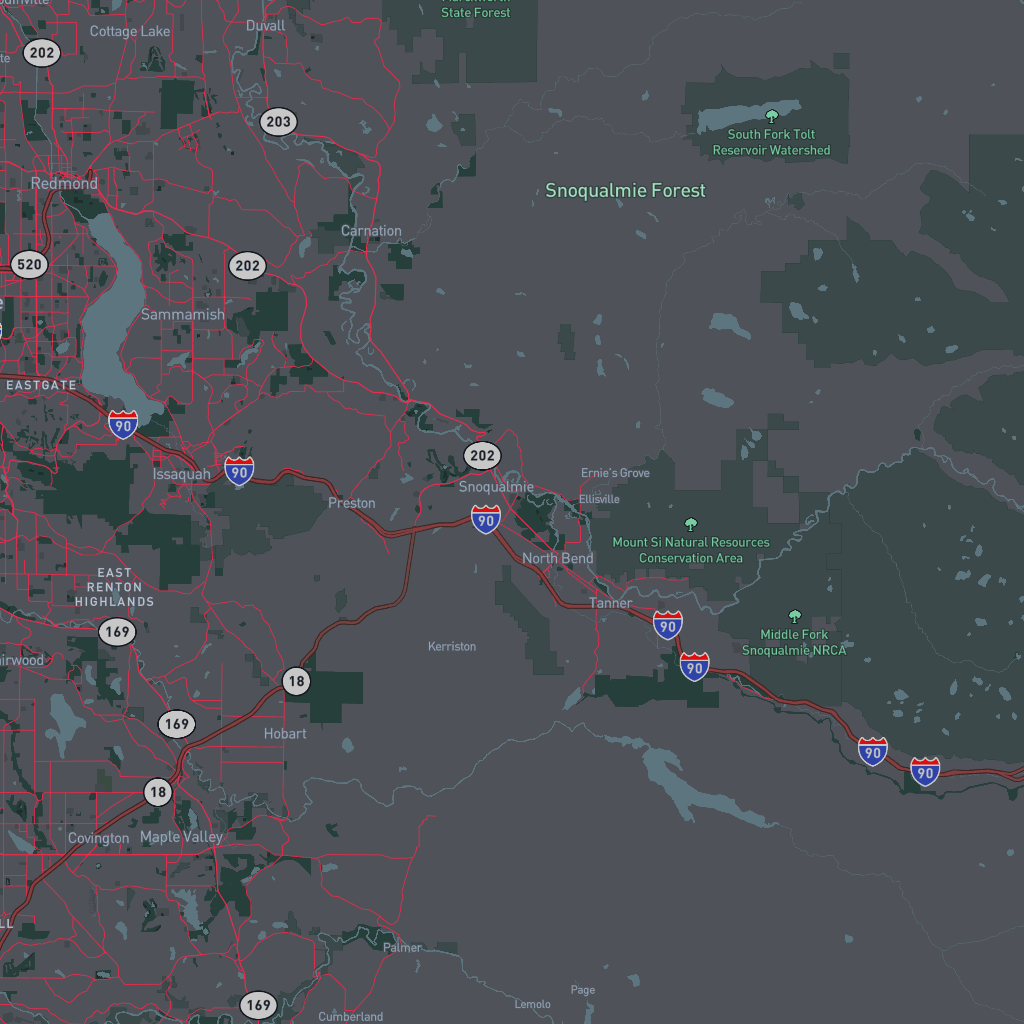 State Forest
Duvall
Cottage Lake
202
203
South Fork Tolt
Reservoir Watershed
Redmond
Snoqualmie Forest
Carnation
520
202
Sammamish
EASTGATE
90
202
Issaquah
90
Ernie's Grove
Snoqualmie
Ellisville
Preston
90
Mount Si Natural Resources
Conservation Area
North Bend
EAST
RENTON
HIGHLANDS
Tanner
169
90
Middle Fork
Snoqualmie NRCA
Kerriston
90
18
169
Hobart
90
90
18
Covington
Maple Valley
Palmer
Page
169
Lemolo
Cumberland